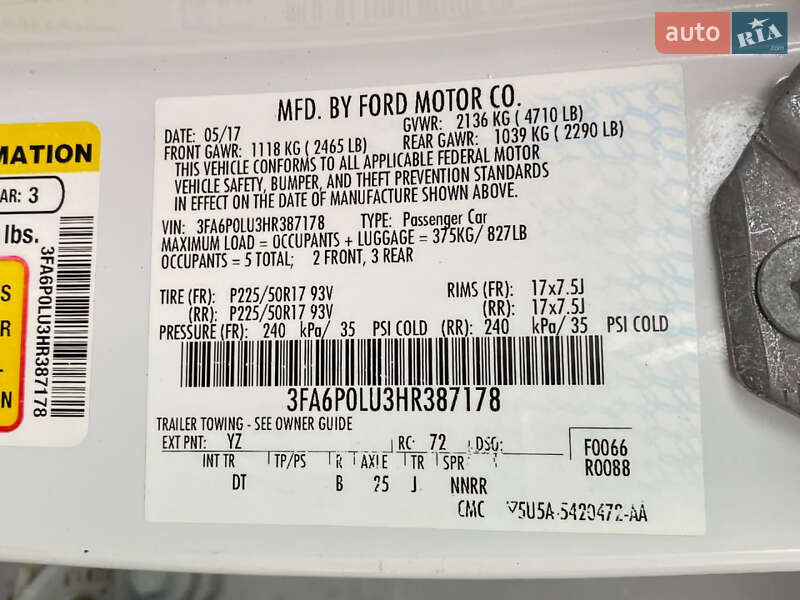 auto RIA
MFD. BY FORD MOTOR CO.
DATE: 05/17
GVWR: 2136 KG ( 4710 LB)
FRONT GAWR: 1118 KG ( 2465 LB)
REAR GAWR: 1039 KG ( 2290 LB)
THIS VEHICLE CONFORMS TO ALL APPLICABLE FEDERAL MOTOR
VEHICLE SAFETY, BUMPER, AND THEFT PREVENTION STANDARDS
IN EFFECT ON THE DATE OF MANUFACTURE SHOWN ABOVE.
VIN: 3FA6P0LU3HR387178 TYPE: Passenger Car
MAXIMUM LOAD = OCCUPANTS + LUGGAGE = 375KG/ 827LB
OCCUPANTS = 5 TOTAL; 2 FRONT, 3 REAR
TIRE (FR): P225/50R17 93V RIMS (FR): 17x7.5J
(RR): P225/50R17 93V (RR): 17x7.5J
PRESSURE (FR): 240 kPa/ 35 PSI COLD (RR): 240 kPa/ 35 PSI COLD
3FA6P0LU3HR387178
TRAILER TOWING - SEE OWNER GUIDE
EXT PNT: YZ RC: 72 DSO: F0066
R0088
INT TR TP/PS R AXLE TR SPR
DT B 25 J NNRR
CMC 5U5A-5420472-AA
MATION
AR: 3
lbs.
3FA6P0LU3HR387178
S
R
N